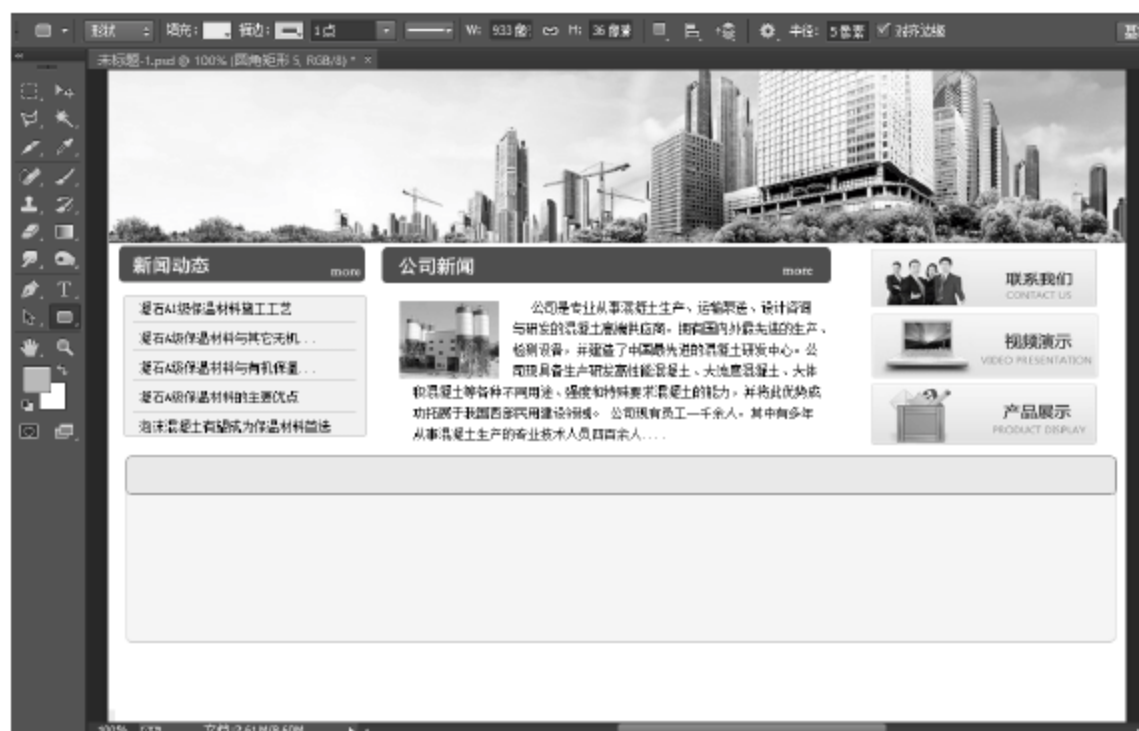 形状 填充: 描边: 1点 W: 933 像 H: 36 像素 半径: 5 像素 对齐边缘 基
未标题-1.psd @ 100% (圆角矩形 5, RGB/8) * ×
新闻动态 more
公司新闻 more
联系我们
CONTACT US
视频演示
VIDEO PRESENTATION
产品展示
PRODUCT DISPLAY
凝石A1级保温材料施工工艺
凝石A级保温材料与其它无机...
凝石A级保温材料与有机保温...
凝石A级保温材料的主要优点
泡沫混凝土有望成为保温材料首选
公司是专业从事混凝土生产、运输泵送、设计咨询
与研发的混凝土高端供应商。拥有国内外最先进的生产、
检测设备，并建造了中国最先进的混凝土研发中心。公
司现具备生产研发高性能混凝土、大流度混凝土、大体
积混凝土等各种不同用途、强度和特殊要求混凝土的能力，并将此优势成
功拓展于我国西部民用建设领域。 公司现有员工一千余人。其中有多年
从事混凝土生产的专业技术人员四百余人....
100% 文档:2.61M/8.60M